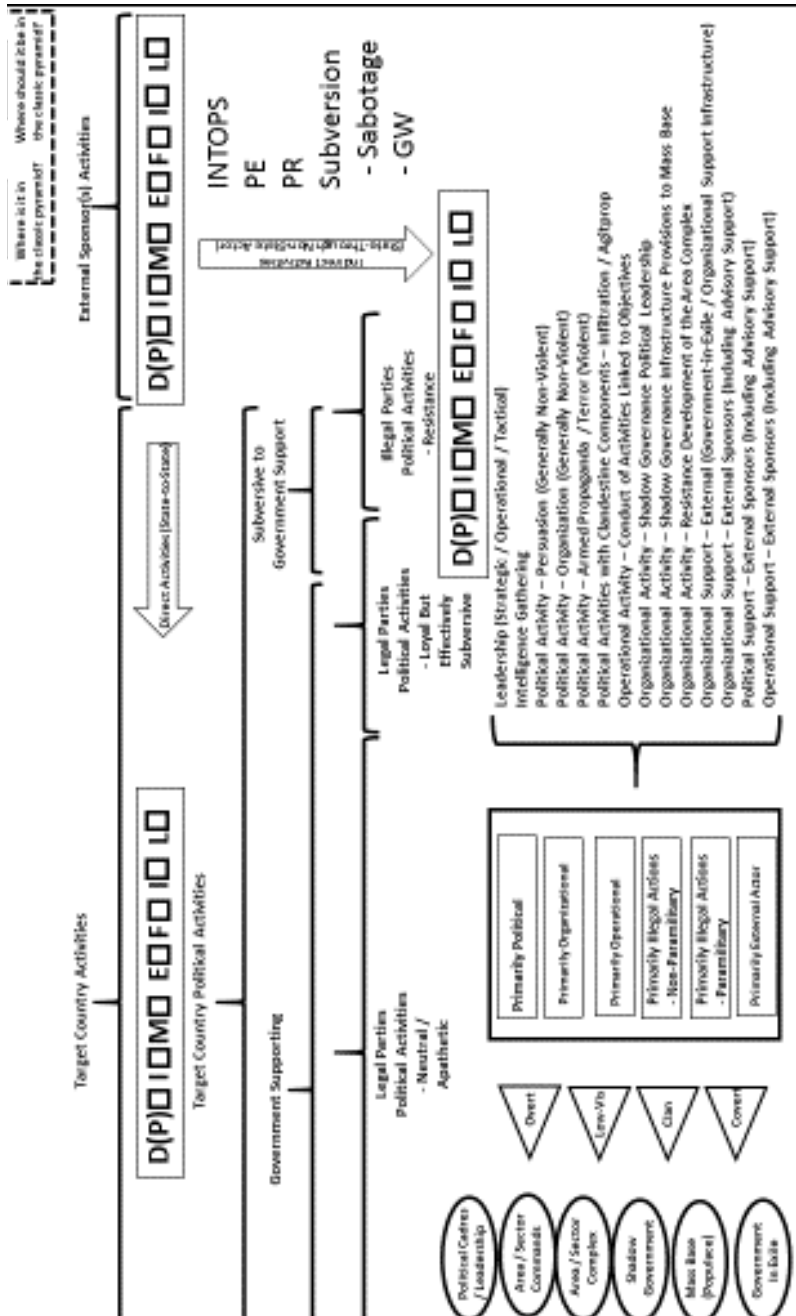 Where is it in
the classic pyramid?
Where should it be in
the classic pyramid?
External Sponsor(s) Activities
D(P)□ I□ M□ E□ F□ I□ L□
Target Country Activities
D(P)□ I□ M□ E□ F□ I□ L□
Direct Activities (State-to-State)
Indirect Activities
(State-Through Non-State Actor)
INTOPS
PE
PR
Subversion
- Sabotage
- GW
Target Country Political Activities
Government Supporting
Subversive to
Government Support
Legal Parties
Political Activities
- Neutral /
Apathetic
Legal Parties
Political Activities
- Loyal But
Effectively
Subversive
Illegal Parties
Political Activities
- Resistance
D(P)□ I□ M□ E□ F□ I□ L□
Political Cadres
/ Leadership
Area / Sector
Commands
Area / Sector
Complex
Shadow
Government
Mass Base
(Populace)
Government
In Exile
Overt
Low-Vis
Clan
Covert
Primarily Political
Primarily Organizational
Primarily Operational
Primarily Illegal Actions
- Non-Paramilitary
Primarily Illegal Actions
- Paramilitary
Primarily External Actor
Leadership (Strategic / Operational / Tactical)
Intelligence Gathering
Political Activity – Persuasion (Generally Non-Violent)
Political Activity – Organization (Generally Non-Violent)
Political Activity – Armed Propaganda / Terror (Violent)
Political Activities with Clandestine Components – Infiltration / Agitprop
Operational Activity – Conduct of Activities Linked to Objectives
Organizational Activity – Shadow Governance Political Leadership
Organizational Activity – Shadow Governance Infrastructure Provisions to Mass Base
Organizational Activity – Resistance Development of the Area Complex
Organizational Support – External (Government-in-Exile / Organizational Support Infrastructure)
Organizational Support – External Sponsors (Including Advisory Support)
Political Support – External Sponsors (Including Advisory Support)
Operational Support – External Sponsors (Including Advisory Support)